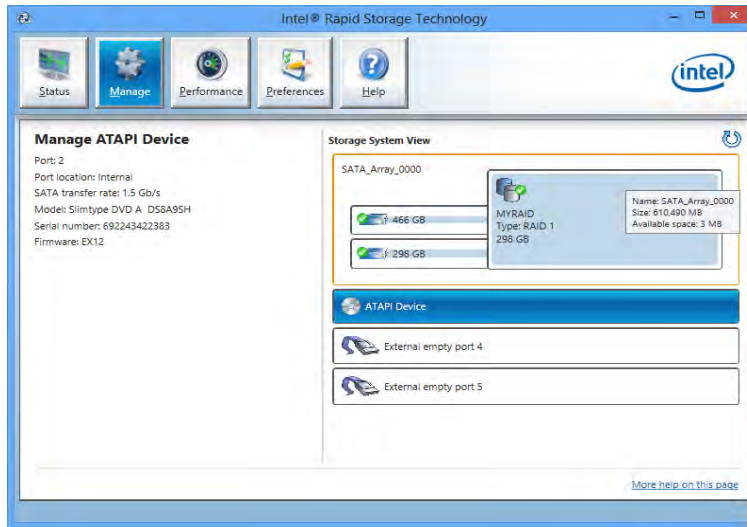 Intel® Rapid Storage Technology
Status
Manage
Performance
Preferences
Help
intel
Manage ATAPI Device
Port: 2
Port location: Internal
SATA transfer rate: 1.5 Gb/s
Model: Slimtype DVD A DS8A9SH
Serial number: 692243422383
Firmware: EX12
Storage System View
SATA_Array_0000
466 GB
298 GB
MYRAID
Type: RAID 1
298 GB
Name: SATA_Array_0000
Size: 610.490 MB
Available space: 3 MB
ATAPI Device
External empty port 4
External empty port 5
More help on this page